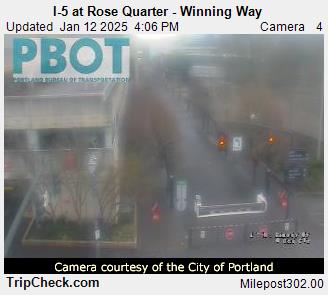 I-5 at Rose Quarter - Winning Way
Updated Jan 12 2025 4:06 PM Camera 4
PBOT
PORTLAND BUREAU OF TRANSPORTATION
Camera courtesy of the City of Portland
TripCheck.com Milepost302.00